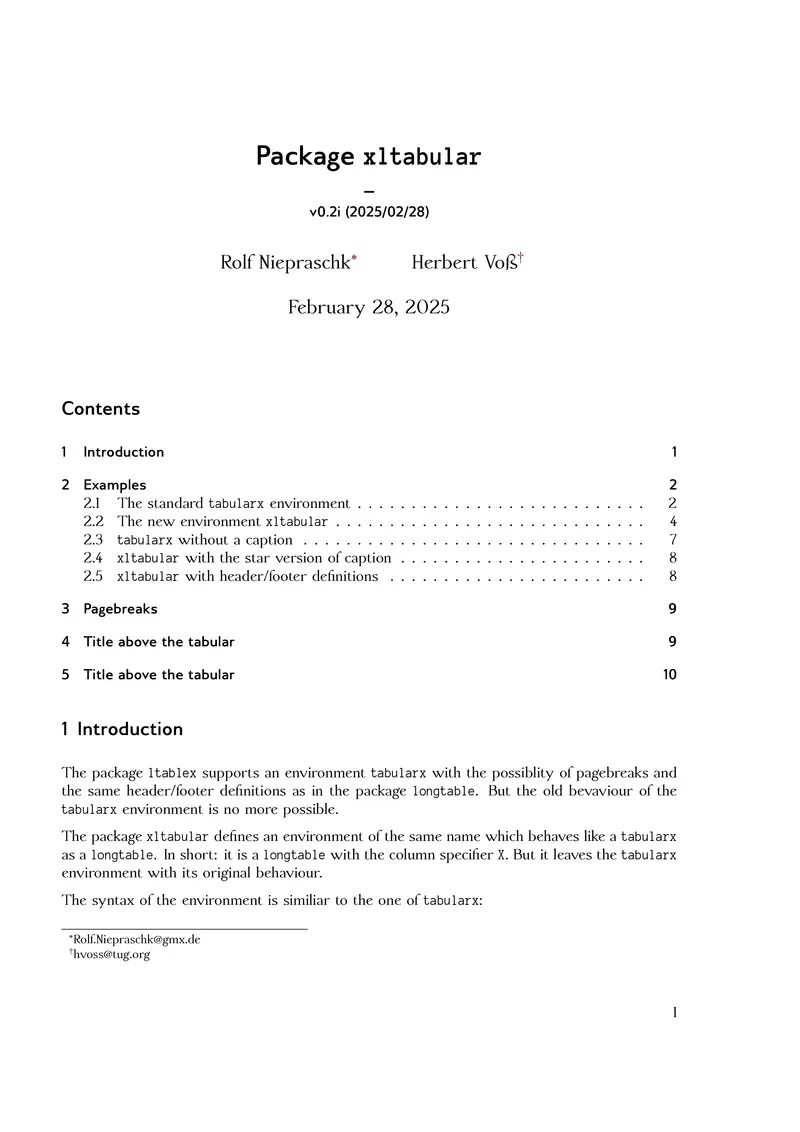 Package xltabular
–
v0.2i (2025/02/28)
Rolf Niepraschk* Herbert Voß†
February 28, 2025
Contents
1 Introduction 1
2 Examples 2
2.1 The standard tabularx environment . . . . . . . . . . . . . . . . . . . . . . . . . . . 2
2.2 The new environment xltabular . . . . . . . . . . . . . . . . . . . . . . . . . . . . . 4
2.3 tabularx without a caption . . . . . . . . . . . . . . . . . . . . . . . . . . . . . . . . 7
2.4 xltabular with the star version of caption . . . . . . . . . . . . . . . . . . . . . . . 8
2.5 xltabular with header/footer definitions . . . . . . . . . . . . . . . . . . . . . . . . 8
3 Pagebreaks 9
4 Title above the tabular 9
5 Title above the tabular 10
1 Introduction
The package ltablex supports an environment tabularx with the possiblity of pagebreaks and
the same header/footer definitions as in the package longtable. But the old bevaviour of the
tabularx environment is no more possible.
The package xltabular defines an environment of the same name which behaves like a tabularx
as a longtable. In short: it is a longtable with the column specifier X. But it leaves the tabularx
environment with its original behaviour.
The syntax of the environment is similiar to the one of tabularx:
*Rolf.Niepraschk@gmx.de
†hvoss@tug.org
1